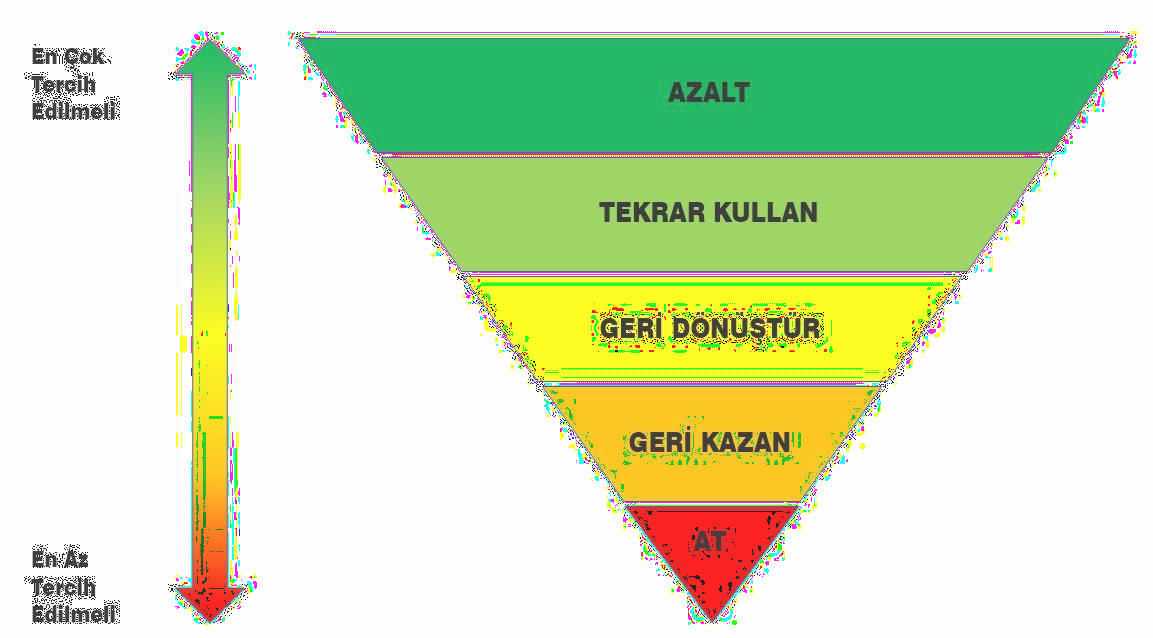 En Çok
Tercih
Edilmeli
AZALT
TEKRAR KULLAN
GERİ DÖNÜŞTÜR
GERİ KAZAN
AT
En Az
Tercih
Edilmeli